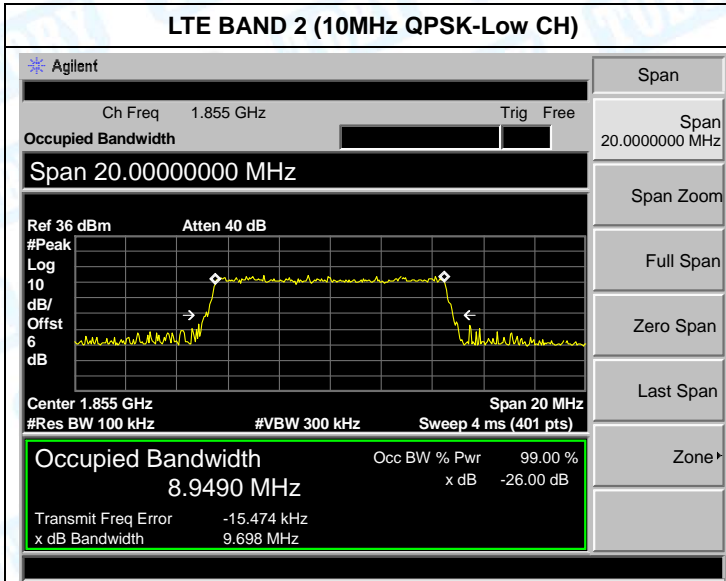 LTE BAND 2 (10MHz QPSK-Low CH)
Agilent
Ch Freq 1.855 GHz Trig Free
Occupied Bandwidth
Span 20.00000000 MHz
Ref 36 dBm Atten 40 dB
#Peak
Log
10
dB/
Offst
6
dB
Center 1.855 GHz Span 20 MHz
#Res BW 100 kHz #VBW 300 kHz Sweep 4 ms (401 pts)
Occupied Bandwidth Occ BW % Pwr 99.00 %
8.9490 MHz x dB -26.00 dB
Transmit Freq Error -15.474 kHz
x dB Bandwidth 9.698 MHz
Span
Span
20.0000000 MHz
Span Zoom
Full Span
Zero Span
Last Span
Zone